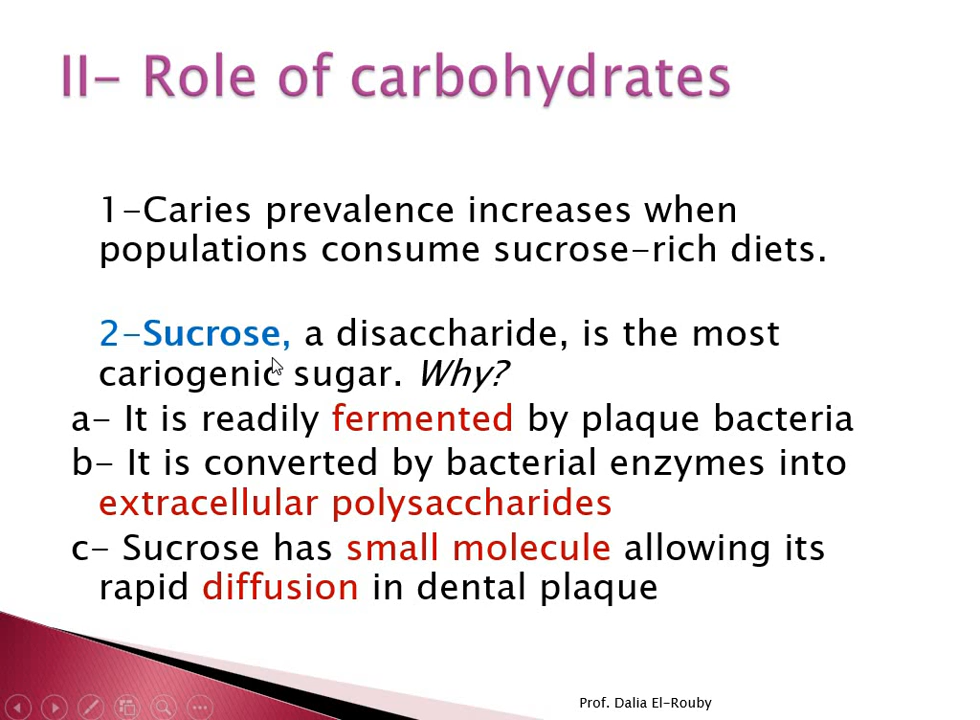 II- Role of carbohydrates
1-Caries prevalence increases when
populations consume sucrose-rich diets.
2-Sucrose, a disaccharide, is the most
cariogenic sugar. Why?
a- It is readily fermented by plaque bacteria
b- It is converted by bacterial enzymes into
extracellular polysaccharides
c- Sucrose has small molecule allowing its
rapid diffusion in dental plaque
Prof. Dalia El-Rouby